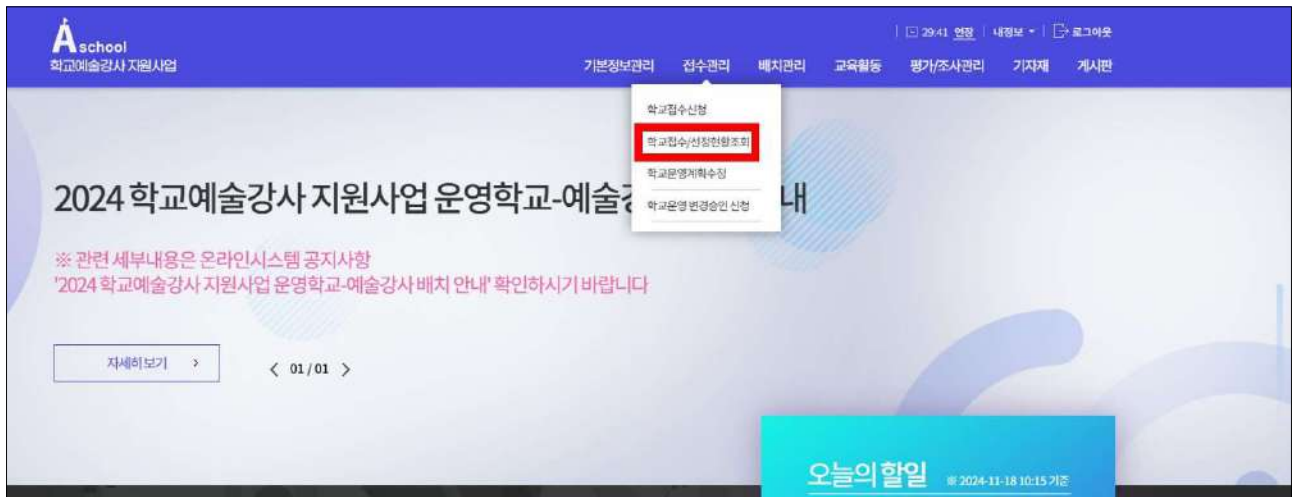 A school
학교예술강사 지원사업
29:41 연장 내정보 로그아웃
기본정보관리 접수관리 배치관리 교육활동 평가/조사관리 기자재 게시판
학교접수신청
학교접수/선정현황조회
학교운영계획수정
학교운영 변경승인 신청
2024 학교예술강사 지원사업 운영학교-예술 내
※ 관련 세부내용은 온라인시스템 공지사항
'2024 학교예술강사 지원사업 운영학교-예술강사 배치 안내' 확인하시기 바랍니다
자세히 보기 >
< 01 / 01 >
오늘의 할일 ※ 2024-11-18 10:15 기준